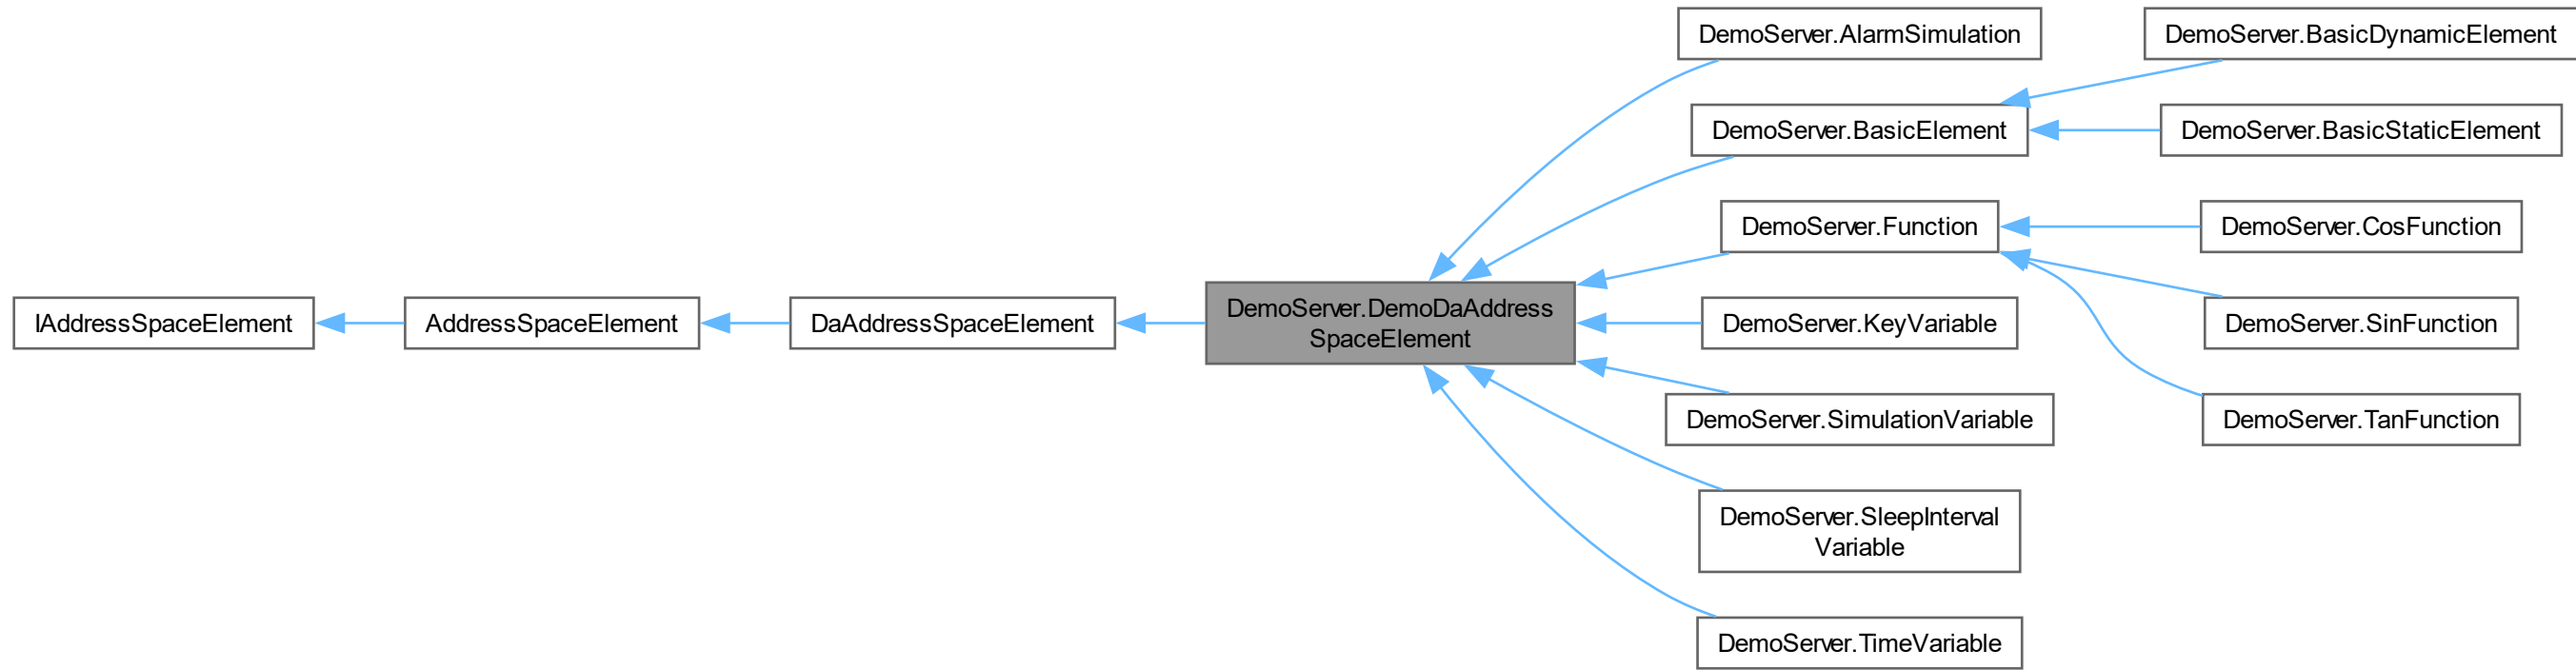 IAddressSpaceElement
AddressSpaceElement
DaAddressSpaceElement
DemoServer.DemoDaAddress
SpaceElement
DemoServer.AlarmSimulation
DemoServer.BasicElement
DemoServer.Function
DemoServer.KeyVariable
DemoServer.SimulationVariable
DemoServer.SleepInterval
Variable
DemoServer.TimeVariable
DemoServer.BasicDynamicElement
DemoServer.BasicStaticElement
DemoServer.CosFunction
DemoServer.SinFunction
DemoServer.TanFunction